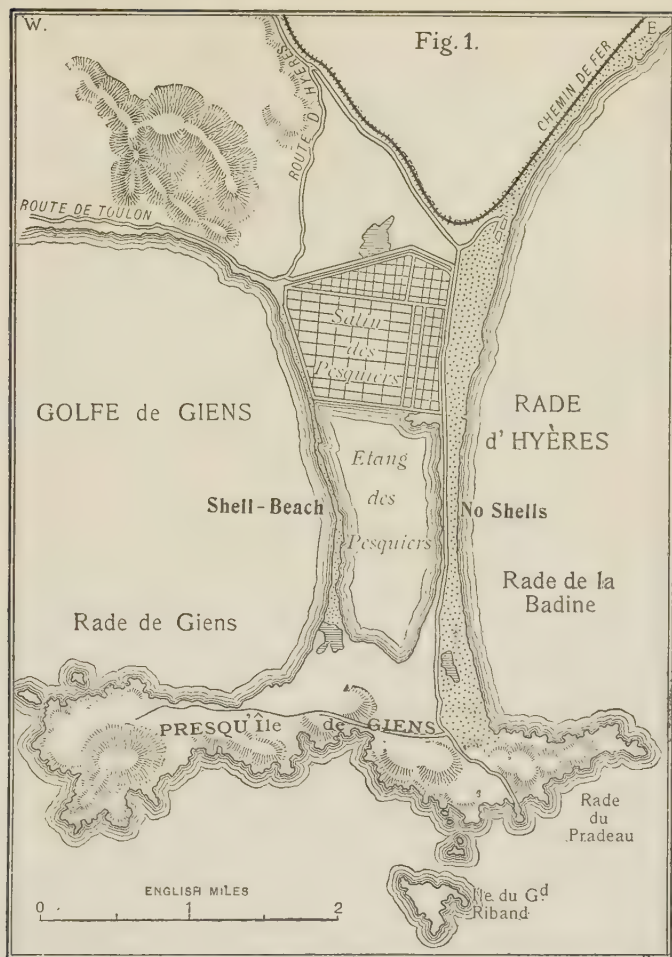 W.
E.
Fig. 1.
ROUTE D'HYÈRES
CHEMIN DE FER
ROUTE DE TOULON
Salin
des
Pesquiers
GOLFE de GIENS
RADE
d'HYÈRES
Etang
des
Pesquiers
Shell-Beach
No Shells
Rade de Giens
Rade de la
Badine
PRESQU'ÎLE de GIENS
Rade
du
Pradeau
ENGLISH MILES
0 1 2
Ile du Gd
Riband